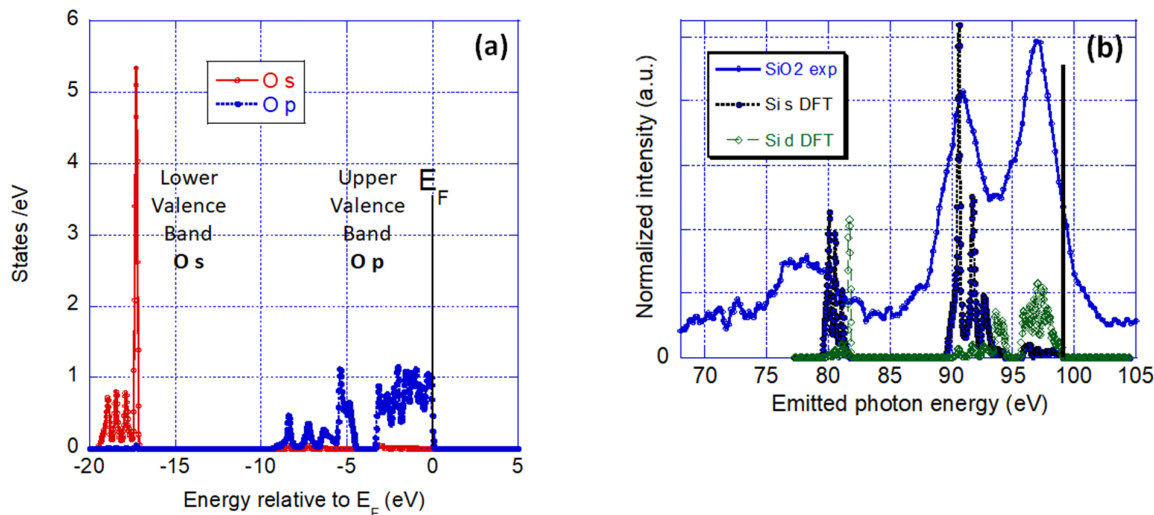 (a)
O s
O p
Lower
Valence
Band
O s
Upper
Valence
Band
O p
E_F
States /eV
6
5
4
3
2
1
0
-20 -15 -10 -5 0 5
Energy relative to E_F (eV)
(b)
SiO2 exp
Si s DFT
Si d DFT
Normalized intensity (a.u.)
0
70 75 80 85 90 95 100 105
Emitted photon energy (eV)